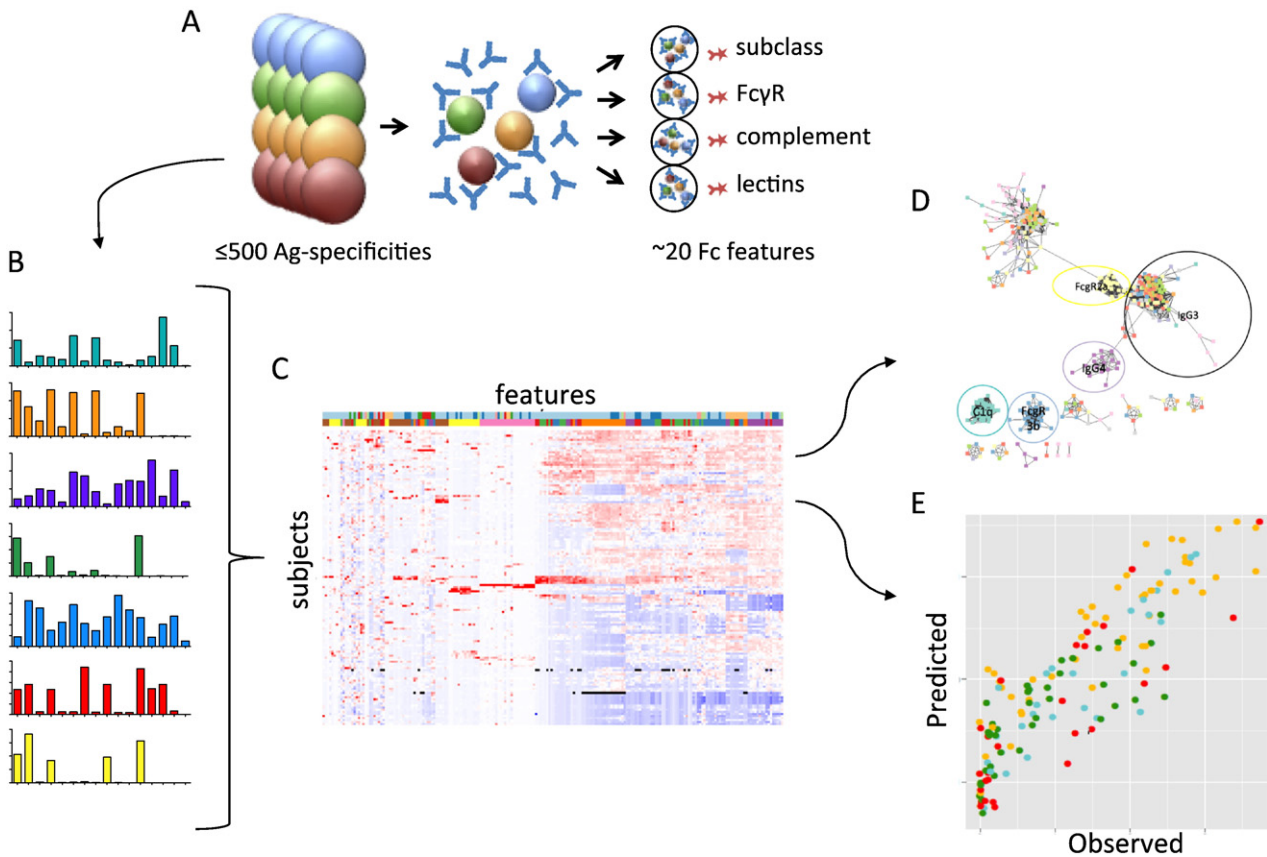 A
subclass
FcγR
complement
lectins
≤500 Ag-specificities
~20 Fc features
B
C
features
subjects
D
FcgR2a
IgG3
IgG4
C1q
FcgR
3b
E
Predicted
Observed